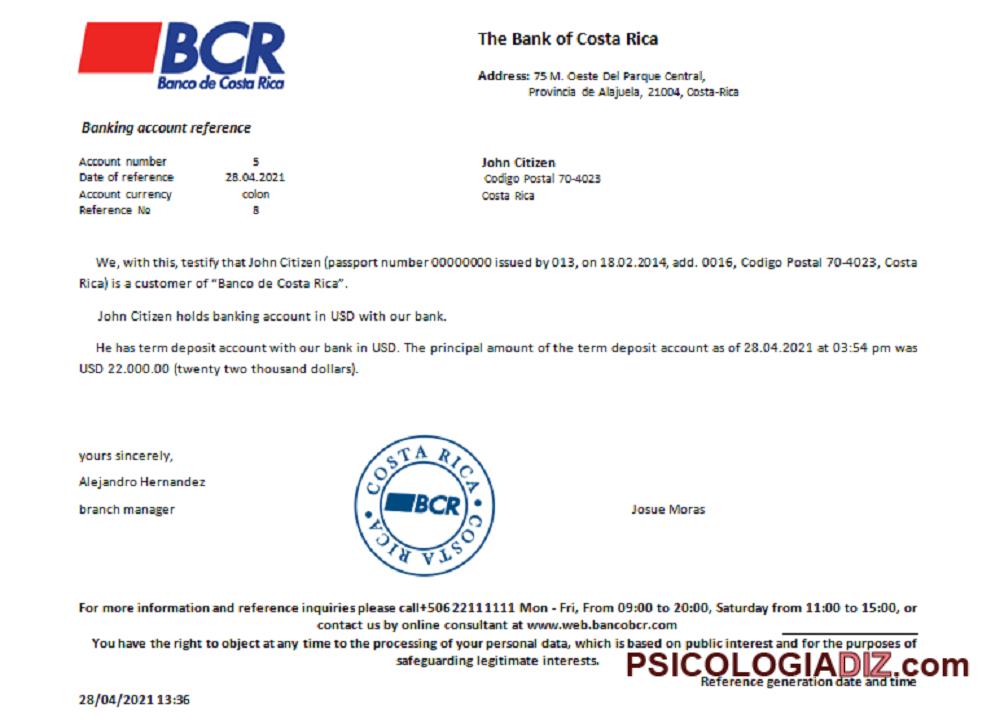 BCR
Banco de Costa Rica
The Bank of Costa Rica
Address: 75 M. Oeste Del Parque Central,
Provincia de Alajuela, 21004, Costa-Rica
Banking account reference
Account number 5
Date of reference 28.04.2021
Account currency colon
Reference No 8
John Citizen
Codigo Postal 70-4023
Costa Rica
We, with this, testify that John Citizen (passport number 00000000 issued by 013, on 18.02.2014, add. 0016, Codigo Postal 70-4023, Costa
Rica) is a customer of "Banco de Costa Rica".
John Citizen holds banking account in USD with our bank.
He has term deposit account with our bank in USD. The principal amount of the term deposit account as of 28.04.2021 at 03:54 pm was
USD 22.000.00 (twenty two thousand dollars).
yours sincerely,
Alejandro Hernandez
branch manager
COSTA RICA • COSTA RICA •
BCR
Josue Moras
For more information and reference inquiries please call+506 22111111 Mon - Fri, From 09:00 to 20:00, Saturday from 11:00 to 15:00, or
contact us by online consultant at www.web.bancobcr.com
You have the right to object at any time to the processing of your personal data, which is based on public interest and for the purposes of
safeguarding legitimate interests.
PSICOLOGIADIZ.com
Reference generation date and time
28/04/2021 13:36